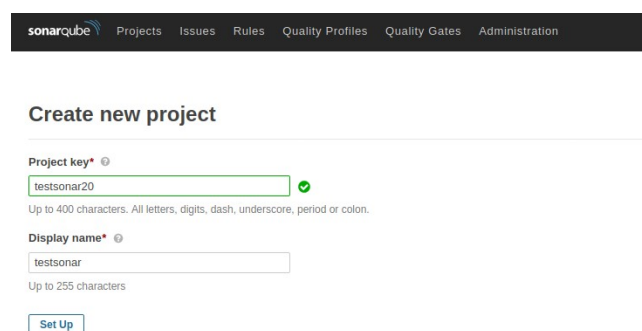 sonarqube Projects Issues Rules Quality Profiles Quality Gates Administration
Create new project
Project key*
testsonar20
Up to 400 characters. All letters, digits, dash, underscore, period or colon.
Display name*
testsonar
Up to 255 characters
Set Up